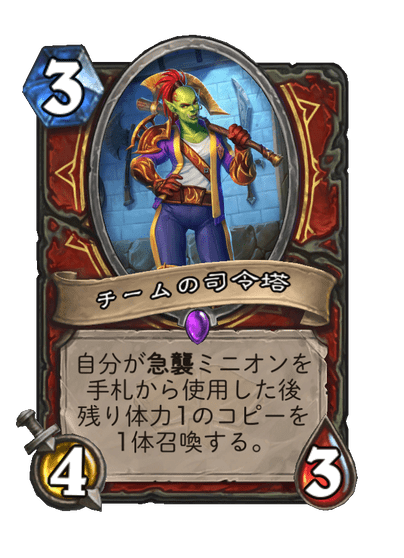 3
チームの司令塔
自分が急襲ミニオンを
手札から使用した後
残り体力1のコピーを
1体召喚する。
4
3